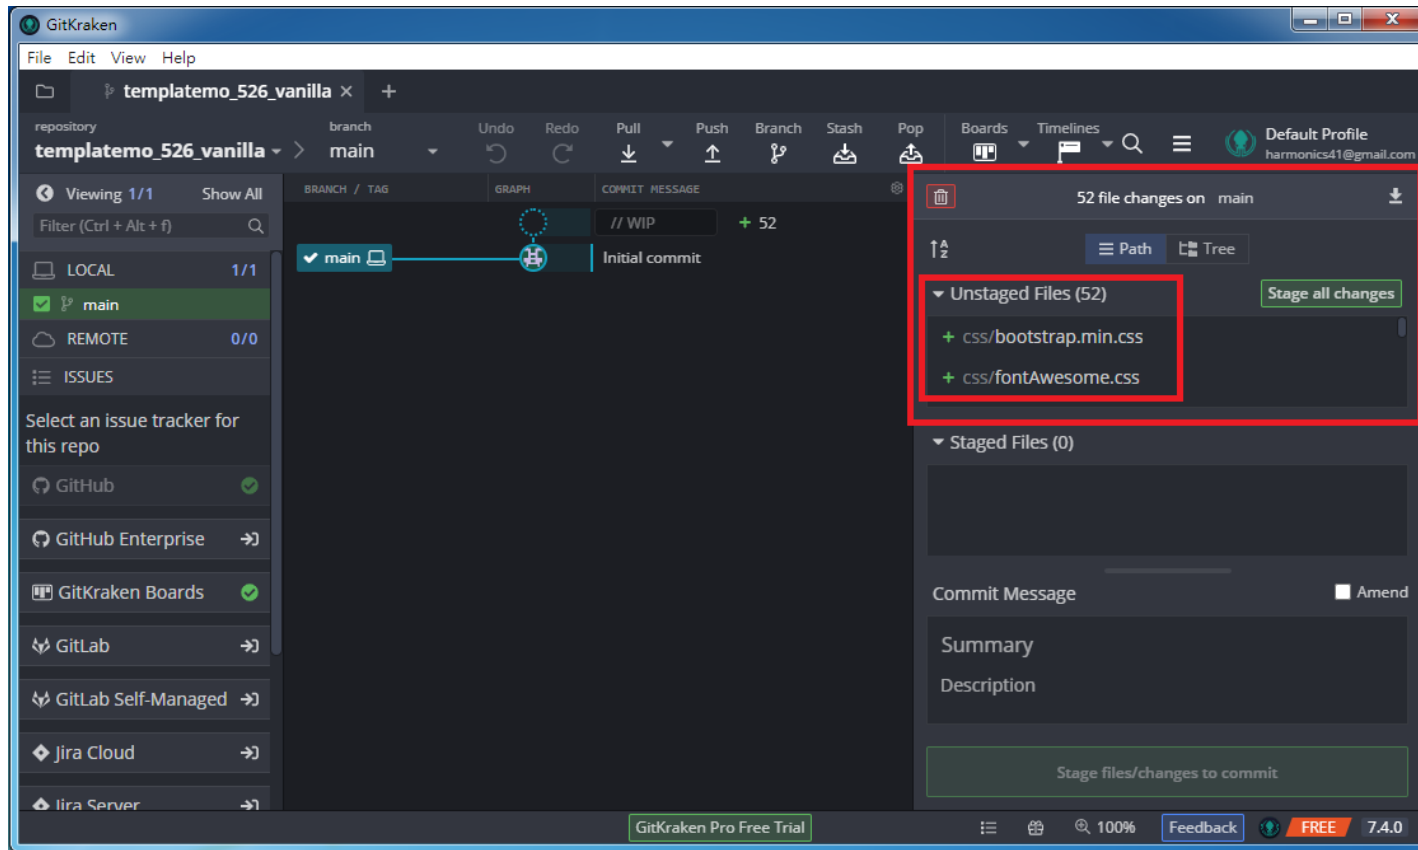 GitKraken
File Edit View Help
templatemo_526_vanilla
repository
templatemo_526_vanilla
branch
main
Undo
Redo
Pull
Push
Branch
Stash
Pop
Boards
Timelines
Default Profile
harmonics41@gmail.com
Viewing 1/1 Show All
Filter (Ctrl + Alt + f)
LOCAL 1/1
main
REMOTE 0/0
ISSUES
Select an issue tracker for
this repo
GitHub
GitHub Enterprise
GitKraken Boards
GitLab
GitLab Self-Managed
Jira Cloud
Jira Server
BRANCH / TAG GRAPH COMMIT MESSAGE
// WIP + 52
main Initial commit
52 file changes on main
Path Tree
Unstaged Files (52) Stage all changes
+ css/bootstrap.min.css
+ css/fontAwesome.css
Staged Files (0)
Commit Message Amend
Summary
Description
Stage files/changes to commit
GitKraken Pro Free Trial 100% Feedback FREE 7.4.0